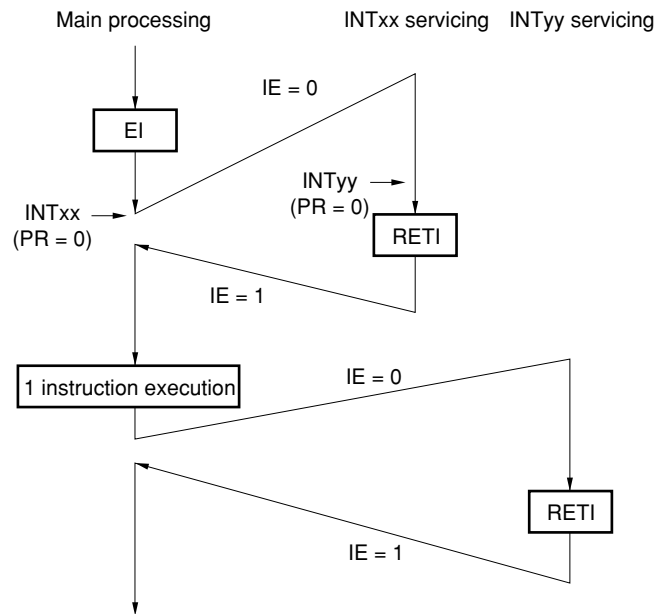 Main processing
INTxx servicing
INTyy servicing
IE = 0
EI
INTyy
(PR = 0)
INTxx
(PR = 0)
RETI
IE = 1
1 instruction execution
IE = 0
RETI
IE = 1